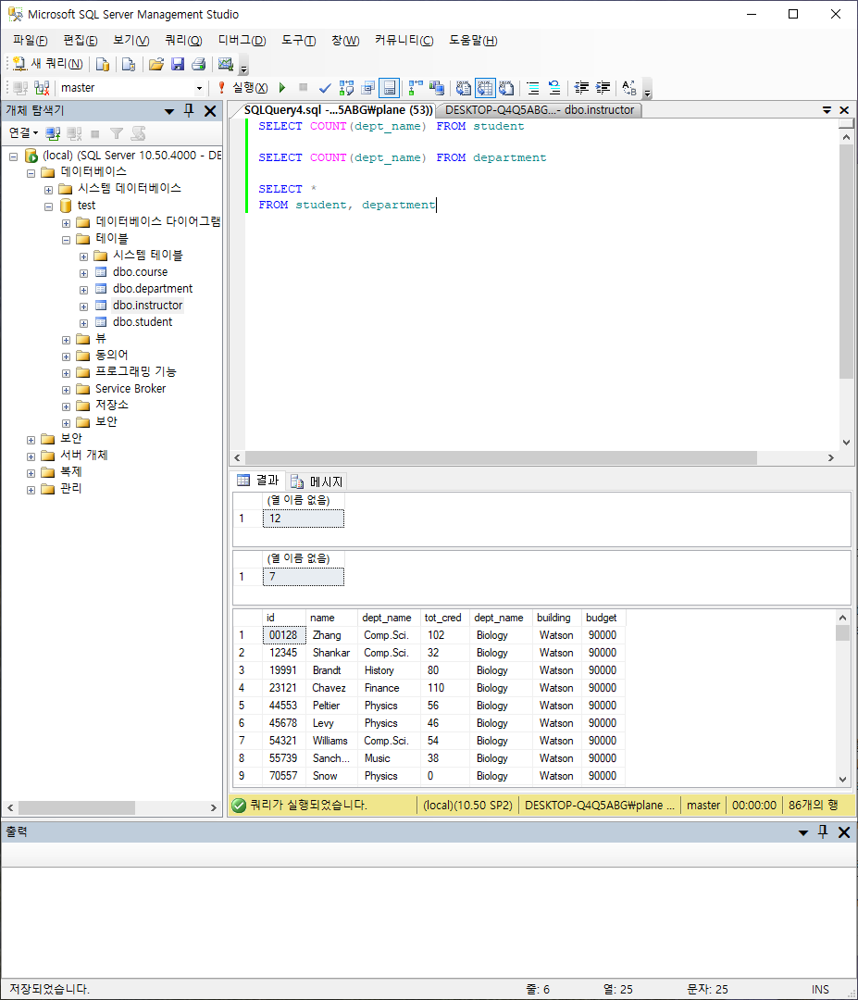 Microsoft SQL Server Management Studio
파일(F) 편집(E) 보기(V) 쿼리(Q) 디버그(D) 도구(T) 창(W) 커뮤니티(C) 도움말(H)
새 쿼리(N)
master 실행(X)
개체 탐색기
연결
(local) (SQL Server 10.50.4000 - DE
데이터베이스
시스템 데이터베이스
test
데이터베이스 다이어그램
테이블
시스템 테이블
dbo.course
dbo.department
dbo.instructor
dbo.student
뷰
동의어
프로그래밍 기능
Service Broker
저장소
보안
보안
서버 개체
복제
관리
SQLQuery4.sql -...5ABG₩plane (53)) DESKTOP-Q4Q5ABG...- dbo.instructor
SELECT COUNT(dept_name) FROM student
SELECT COUNT(dept_name) FROM department
SELECT *
FROM student, department
결과 메시지
(열 이름 없음)
1 12
(열 이름 없음)
1 7
id name dept_name tot_cred dept_name building budget
1 00128 Zhang Comp.Sci. 102 Biology Watson 90000
2 12345 Shankar Comp.Sci. 32 Biology Watson 90000
3 19991 Brandt History 80 Biology Watson 90000
4 23121 Chavez Finance 110 Biology Watson 90000
5 44553 Peltier Physics 56 Biology Watson 90000
6 45678 Levy Physics 46 Biology Watson 90000
7 54321 Williams Comp.Sci. 54 Biology Watson 90000
8 55739 Sanch... Music 38 Biology Watson 90000
9 70557 Snow Physics 0 Biology Watson 90000
쿼리가 실행되었습니다. (local)(10.50 SP2) DESKTOP-Q4Q5ABG₩plane ... master 00:00:00 86개의 행
출력
저장되었습니다. 줄: 6 열: 25 문자: 25 INS